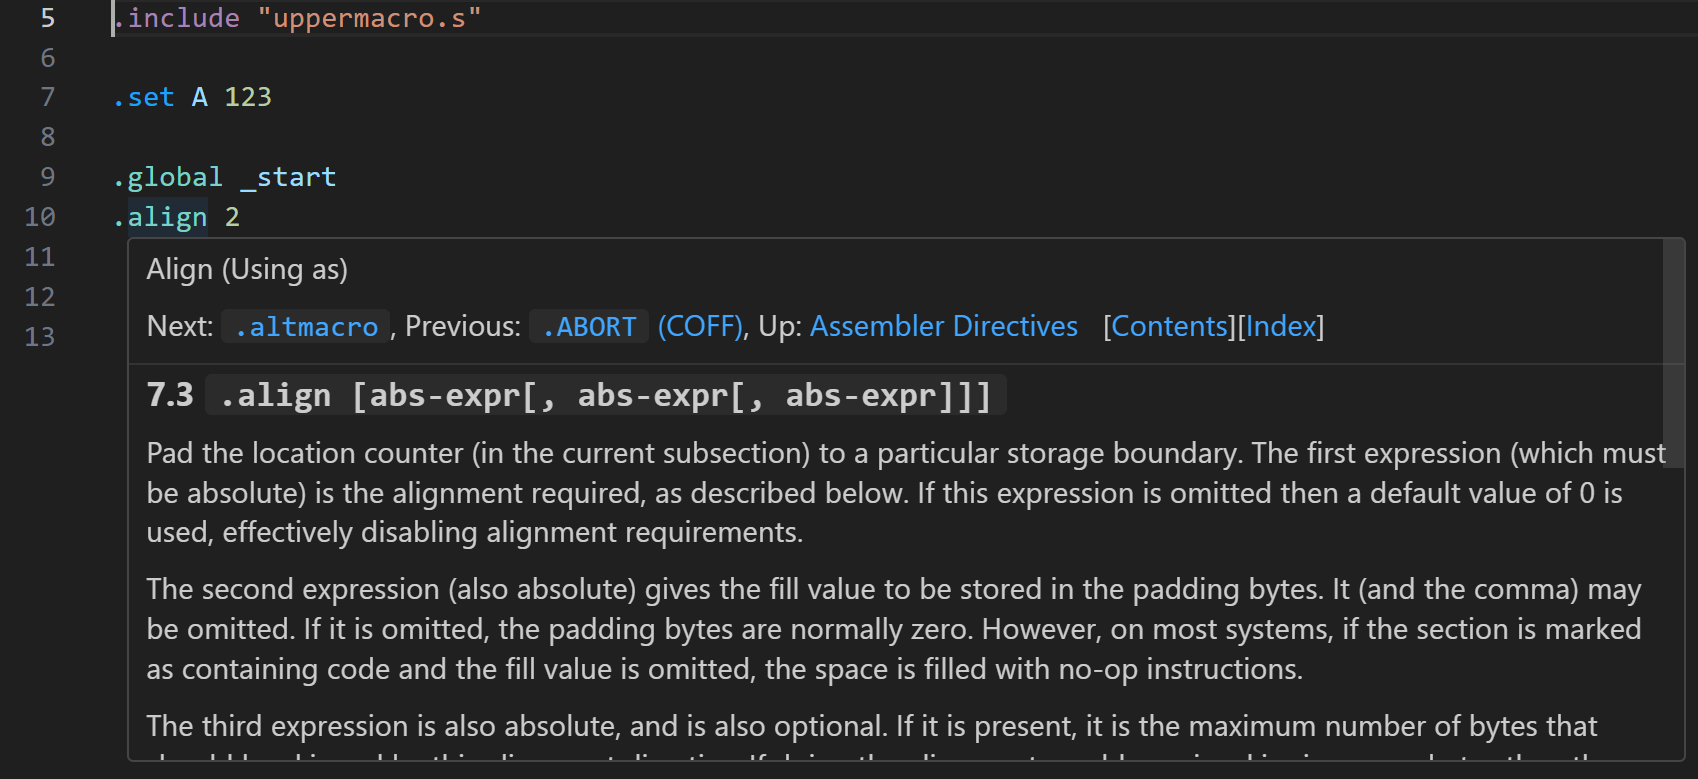 5 .include "uppermacro.s"
6
7 .set A 123
8
9 .global _start
10 .align 2
11
12
13
Align (Using as)
Next: .altmacro, Previous: .ABORT (COFF), Up: Assembler Directives [Contents][Index]
7.3 .align [abs-expr[, abs-expr[, abs-expr]]]
Pad the location counter (in the current subsection) to a particular storage boundary. The first expression (which must
be absolute) is the alignment required, as described below. If this expression is omitted then a default value of 0 is
used, effectively disabling alignment requirements.
The second expression (also absolute) gives the fill value to be stored in the padding bytes. It (and the comma) may
be omitted. If it is omitted, the padding bytes are normally zero. However, on most systems, if the section is marked
as containing code and the fill value is omitted, the space is filled with no-op instructions.
The third expression is also absolute, and is also optional. If it is present, it is the maximum number of bytes that